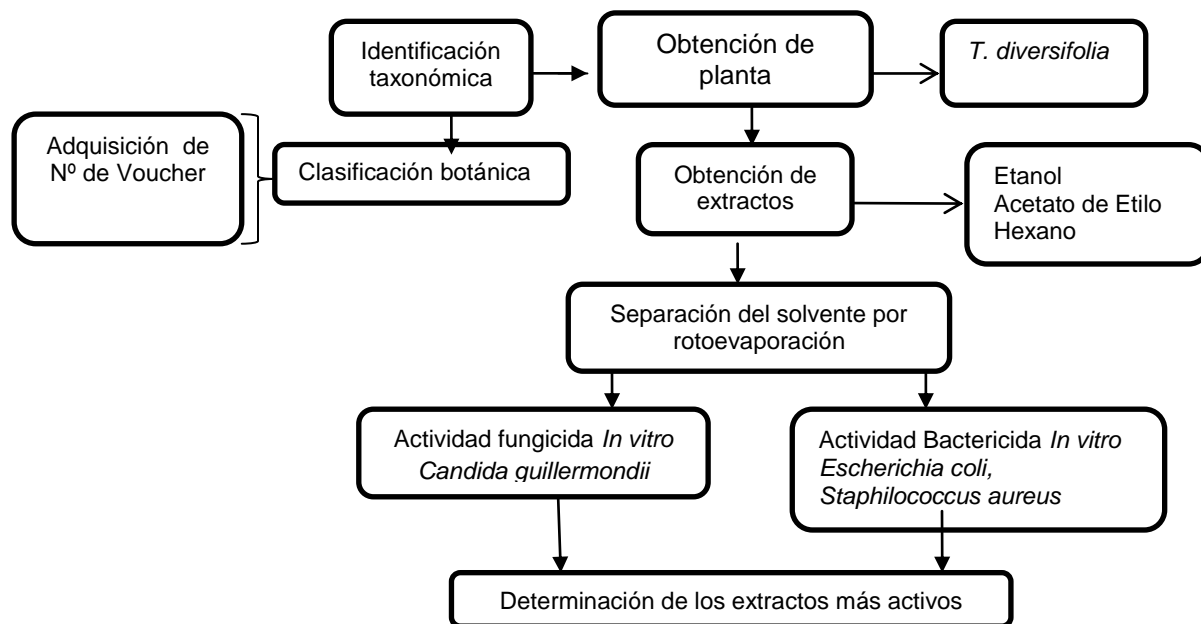 Identificación
taxonómica
Obtención de
planta
T. diversifolia
Adquisición de
Nº de Voucher
Clasificación botánica
Obtención de
extractos
Etanol
Acetato de Etilo
Hexano
Separación del solvente por
rotoevaporación
Actividad fungicida In vitro
Candida guillermondii
Actividad Bactericida In vitro
Escherichia coli,
Staphilococcus aureus
Determinación de los extractos más activos